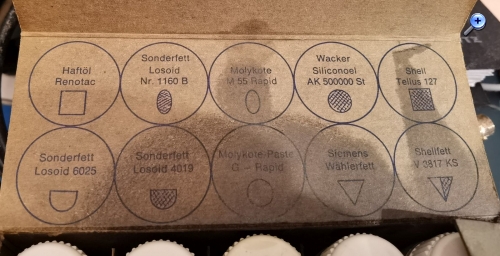 Haftöl
Renotac
Sonderfett
Losoid
Nr. 1160 B
Molykote
M 55 Rapid
Wacker
Siliconoel
AK 500000 St
Shell
Tellus 127
Sonderfett
Losoid 6025
Sonderfett
Losoid 4019
Molykote-Paste
G - Rapid
Siemens
Wählerfett
Shellfett
V 3817 KS